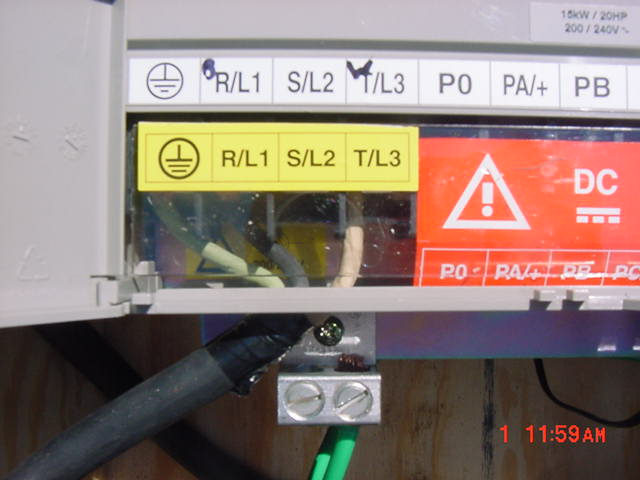 15kW / 20HP
200 / 240V ~
R/L1 S/L2 T/L3 P0 PA/+ PB
R/L1 S/L2 T/L3
DC
P0 PA/+ PB PC
1 11:59AM